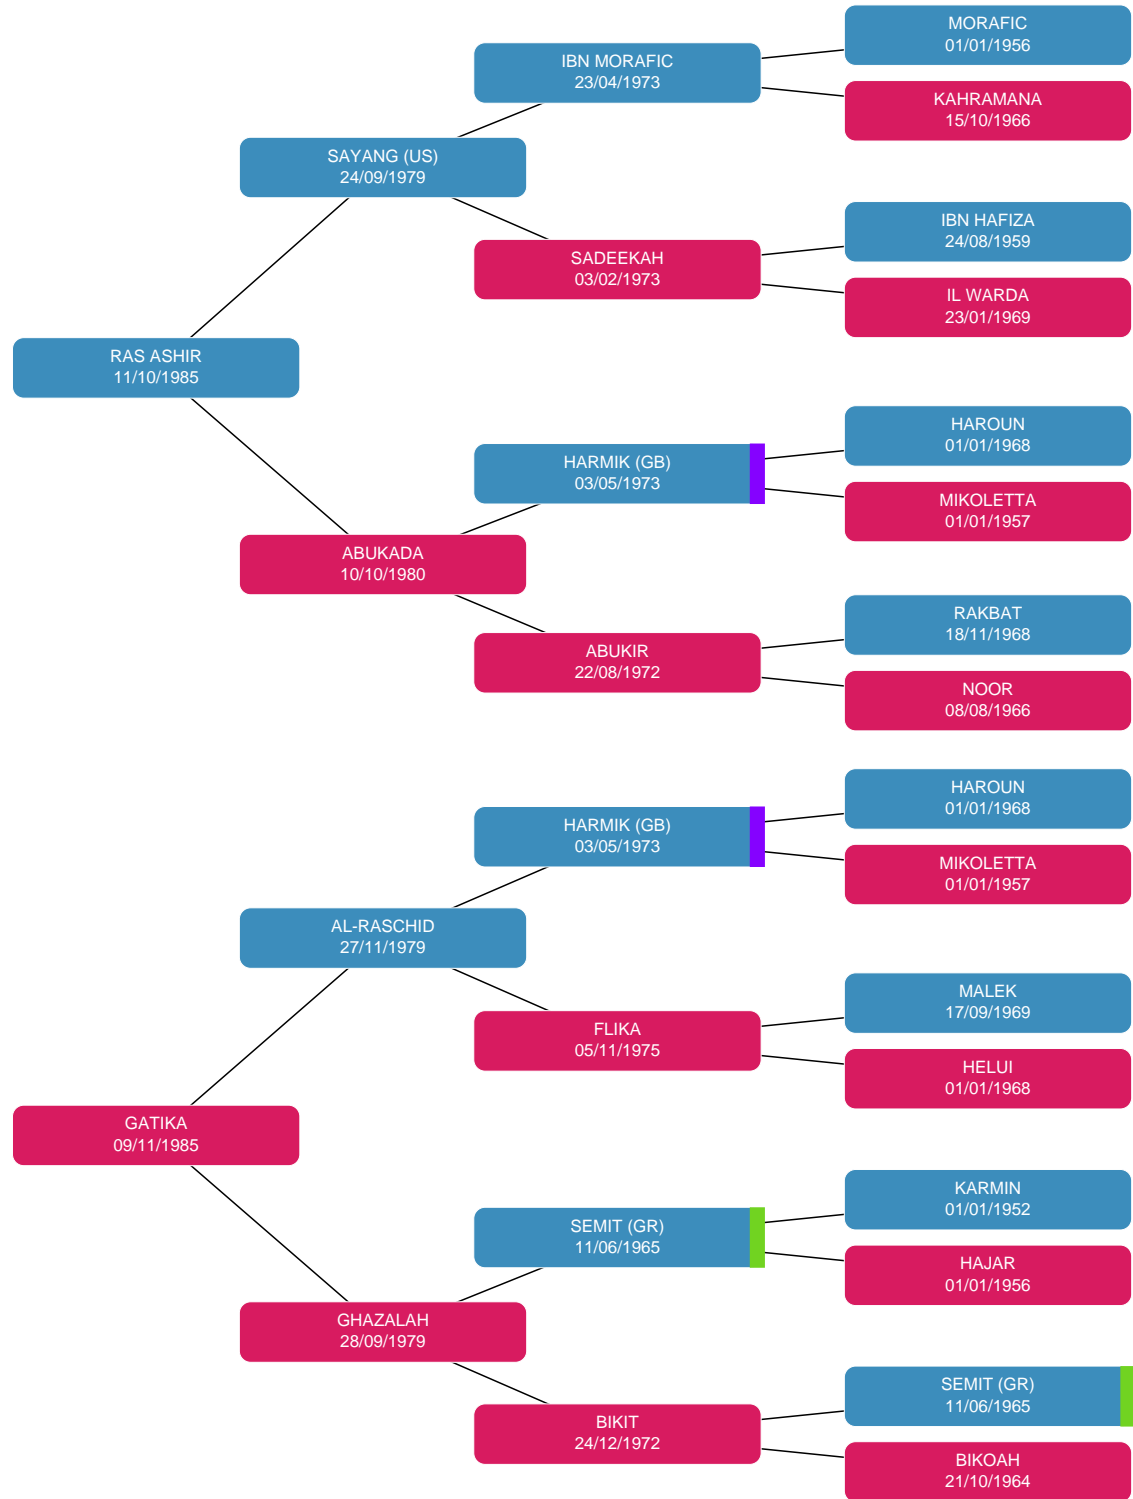 MORAFIC
01/01/1956
IBN MORAFIC
23/04/1973
KAHRAMANA
15/10/1966
SAYANG (US)
24/09/1979
IBN HAFIZA
24/08/1959
SADEEKAH
03/02/1973
IL WARDA
23/01/1969
RAS ASHIR
11/10/1985
HAROUN
01/01/1968
HARMIK (GB)
03/05/1973
MIKOLETTA
01/01/1957
ABUKADA
10/10/1980
RAKBAT
18/11/1968
ABUKIR
22/08/1972
NOOR
08/08/1966
HAROUN
01/01/1968
HARMIK (GB)
03/05/1973
MIKOLETTA
01/01/1957
AL-RASCHID
27/11/1979
MALEK
17/09/1969
FLIKA
05/11/1975
HELUI
01/01/1968
GATIKA
09/11/1985
KARMIN
01/01/1952
SEMIT (GR)
11/06/1965
HAJAR
01/01/1956
GHAZALAH
28/09/1979
SEMIT (GR)
11/06/1965
BIKIT
24/12/1972
BIKOAH
21/10/1964